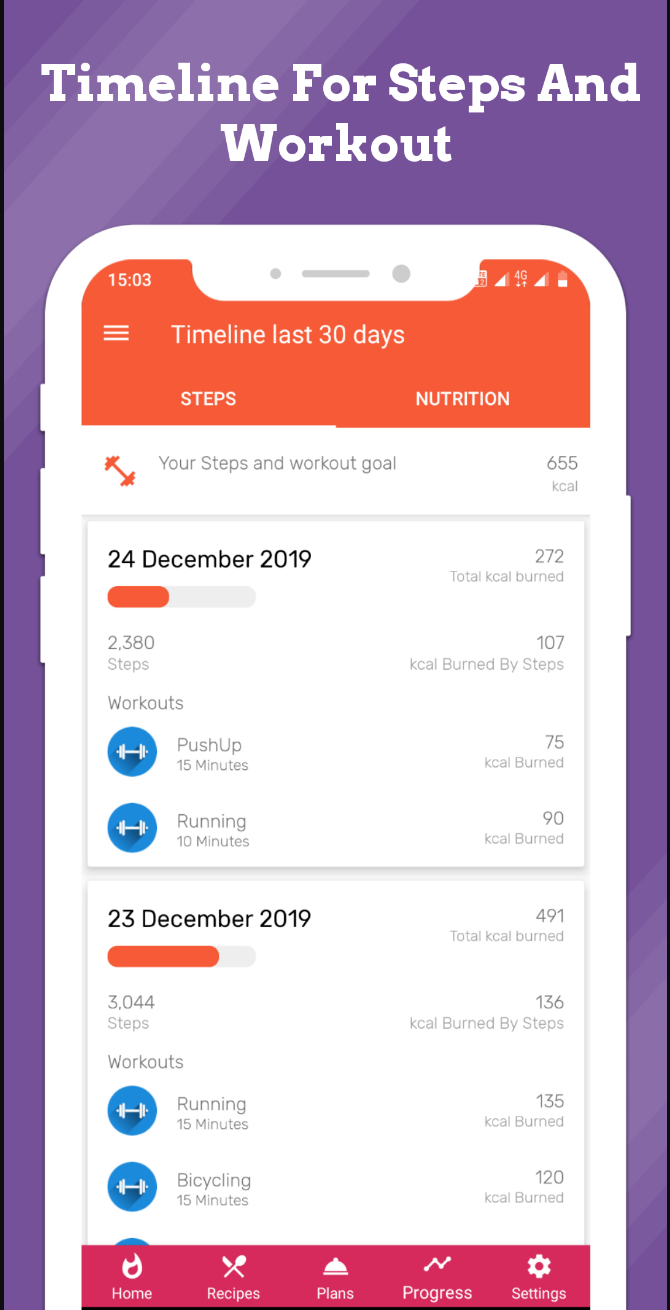 Timeline For Steps And
Workout
15:03
4G
Timeline last 30 days
STEPS
NUTRITION
Your Steps and workout goal
655
kcal
24 December 2019
272
Total kcal burned
2,380
Steps
107
kcal Burned By Steps
Workouts
PushUp
15 Minutes
75
kcal Burned
Running
10 Minutes
90
kcal Burned
23 December 2019
491
Total kcal burned
3,044
Steps
136
kcal Burned By Steps
Workouts
Running
15 Minutes
135
kcal Burned
Bicycling
15 Minutes
120
kcal Burned
Home
Recipes
Plans
Progress
Settings